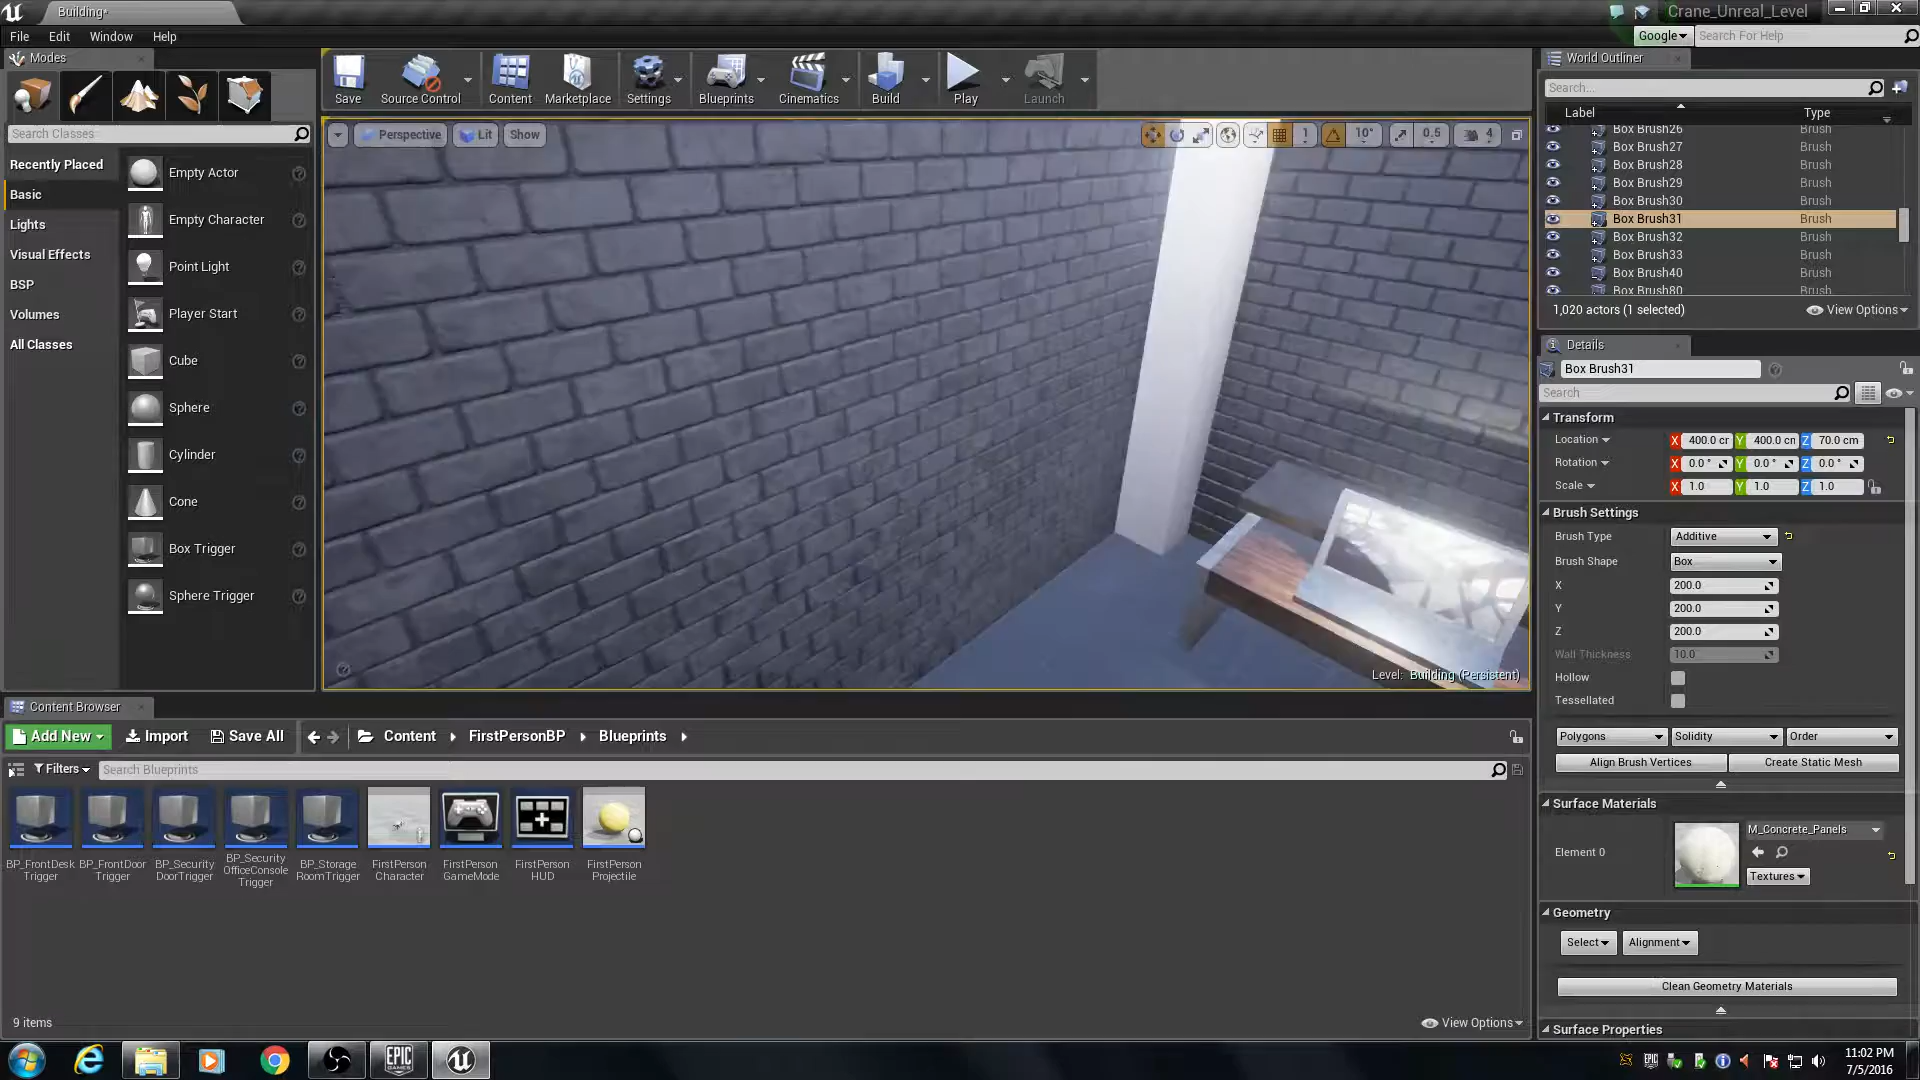 Building*
Crane_Unreal_Level
File Edit Window Help
Google
Search For Help
Modes
Search Classes
Recently Placed
Basic
Lights
Visual Effects
BSP
Volumes
All Classes
Empty Actor
Empty Character
Point Light
Player Start
Cube
Sphere
Cylinder
Cone
Box Trigger
Sphere Trigger
Save
Source Control
Content
Marketplace
Settings
Blueprints
Cinematics
Build
Play
Launch
Perspective
Lit
Show
1
10°
0.5
4
Level: Building (Persistent)
World Outliner
Search...
Label Type
Box Brush26 Brush
Box Brush27 Brush
Box Brush28 Brush
Box Brush29 Brush
Box Brush30 Brush
Box Brush31 Brush
Box Brush32 Brush
Box Brush33 Brush
Box Brush40 Brush
Box Brush80 Brush
1,020 actors (1 selected)
View Options
Details
Box Brush31
Search
Transform
Location X 400.0 cr Y 400.0 cn Z 70.0 cm
Rotation X 0.0 ° Y 0.0 ° Z 0.0 °
Scale X 1.0 Y 1.0 Z 1.0
Brush Settings
Brush Type Additive
Brush Shape Box
X 200.0
Y 200.0
Z 200.0
Wall Thickness 10.0
Hollow
Tessellated
Polygons Solidity Order
Align Brush Vertices Create Static Mesh
Surface Materials
Element 0
M_Concrete_Panels
Textures
Geometry
Select Alignment
Clean Geometry Materials
Surface Properties
Content Browser
Add New Import Save All
Content FirstPersonBP Blueprints
Filters
Search Blueprints
BP_FrontDesk
Trigger
BP_FrontDoor
Trigger
BP_Security
DoorTrigger
BP_Security
OfficeConsole
Trigger
BP_Storage
RoomTrigger
FirstPerson
Character
FirstPerson
GameMode
FirstPerson
HUD
FirstPerson
Projectile
9 items
View Options
EPIC
GAMES
EPIC
11:02 PM
7/5/2016